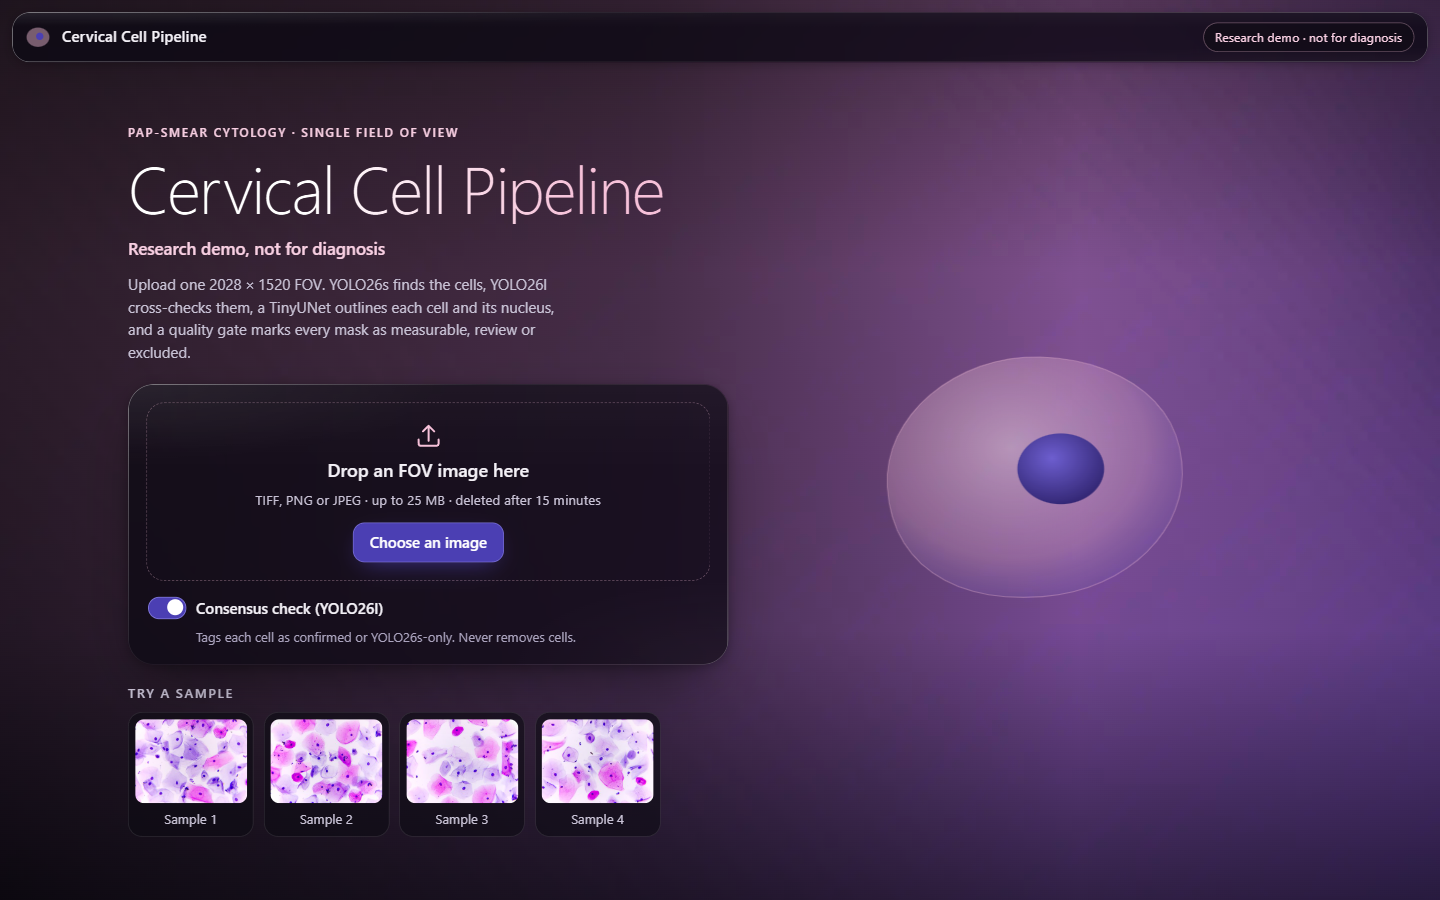 Cervical Cell Pipeline
Research demo · not for diagnosis
PAP-SMEAR CYTOLOGY · SINGLE FIELD OF VIEW
Cervical Cell Pipeline
Research demo, not for diagnosis
Upload one 2028 × 1520 FOV. YOLO26s finds the cells, YOLO26l
cross-checks them, a TinyUNet outlines each cell and its nucleus,
and a quality gate marks every mask as measurable, review or
excluded.
Drop an FOV image here
TIFF, PNG or JPEG · up to 25 MB · deleted after 15 minutes
Choose an image
Consensus check (YOLO26l)
Tags each cell as confirmed or YOLO26s-only. Never removes cells.
TRY A SAMPLE
Sample 1
Sample 2
Sample 3
Sample 4